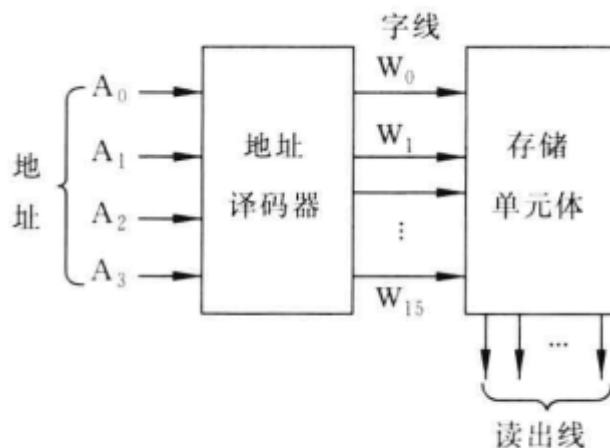 字线
地址
A₀
A₁
A₂
A₃
地址
译码器
W₀
W₁
⋮
W₁₅
存储
单元体
...
读出线